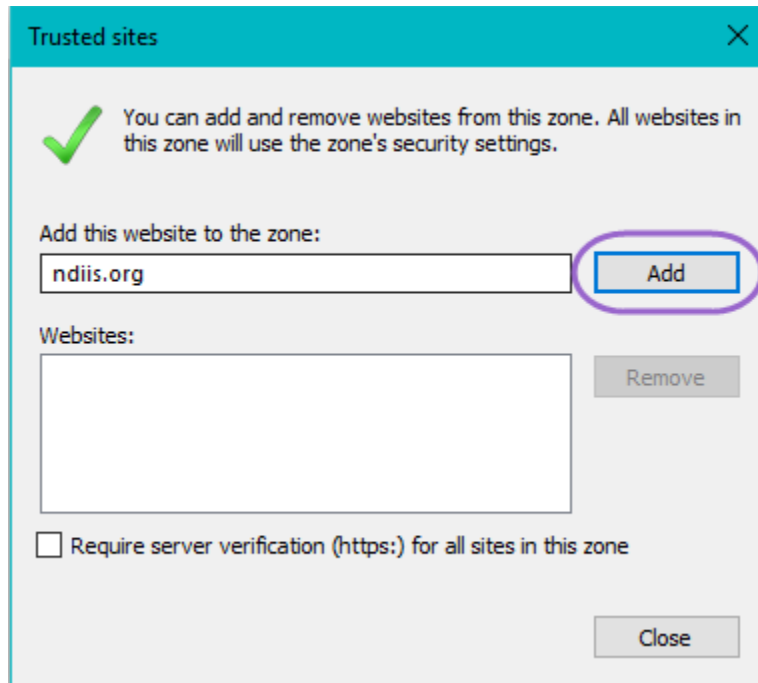 Trusted sites
You can add and remove websites from this zone. All websites in
this zone will use the zone's security settings.
Add this website to the zone:
ndiis.org
Add
Websites:
Remove
Require server verification (https:) for all sites in this zone
Close